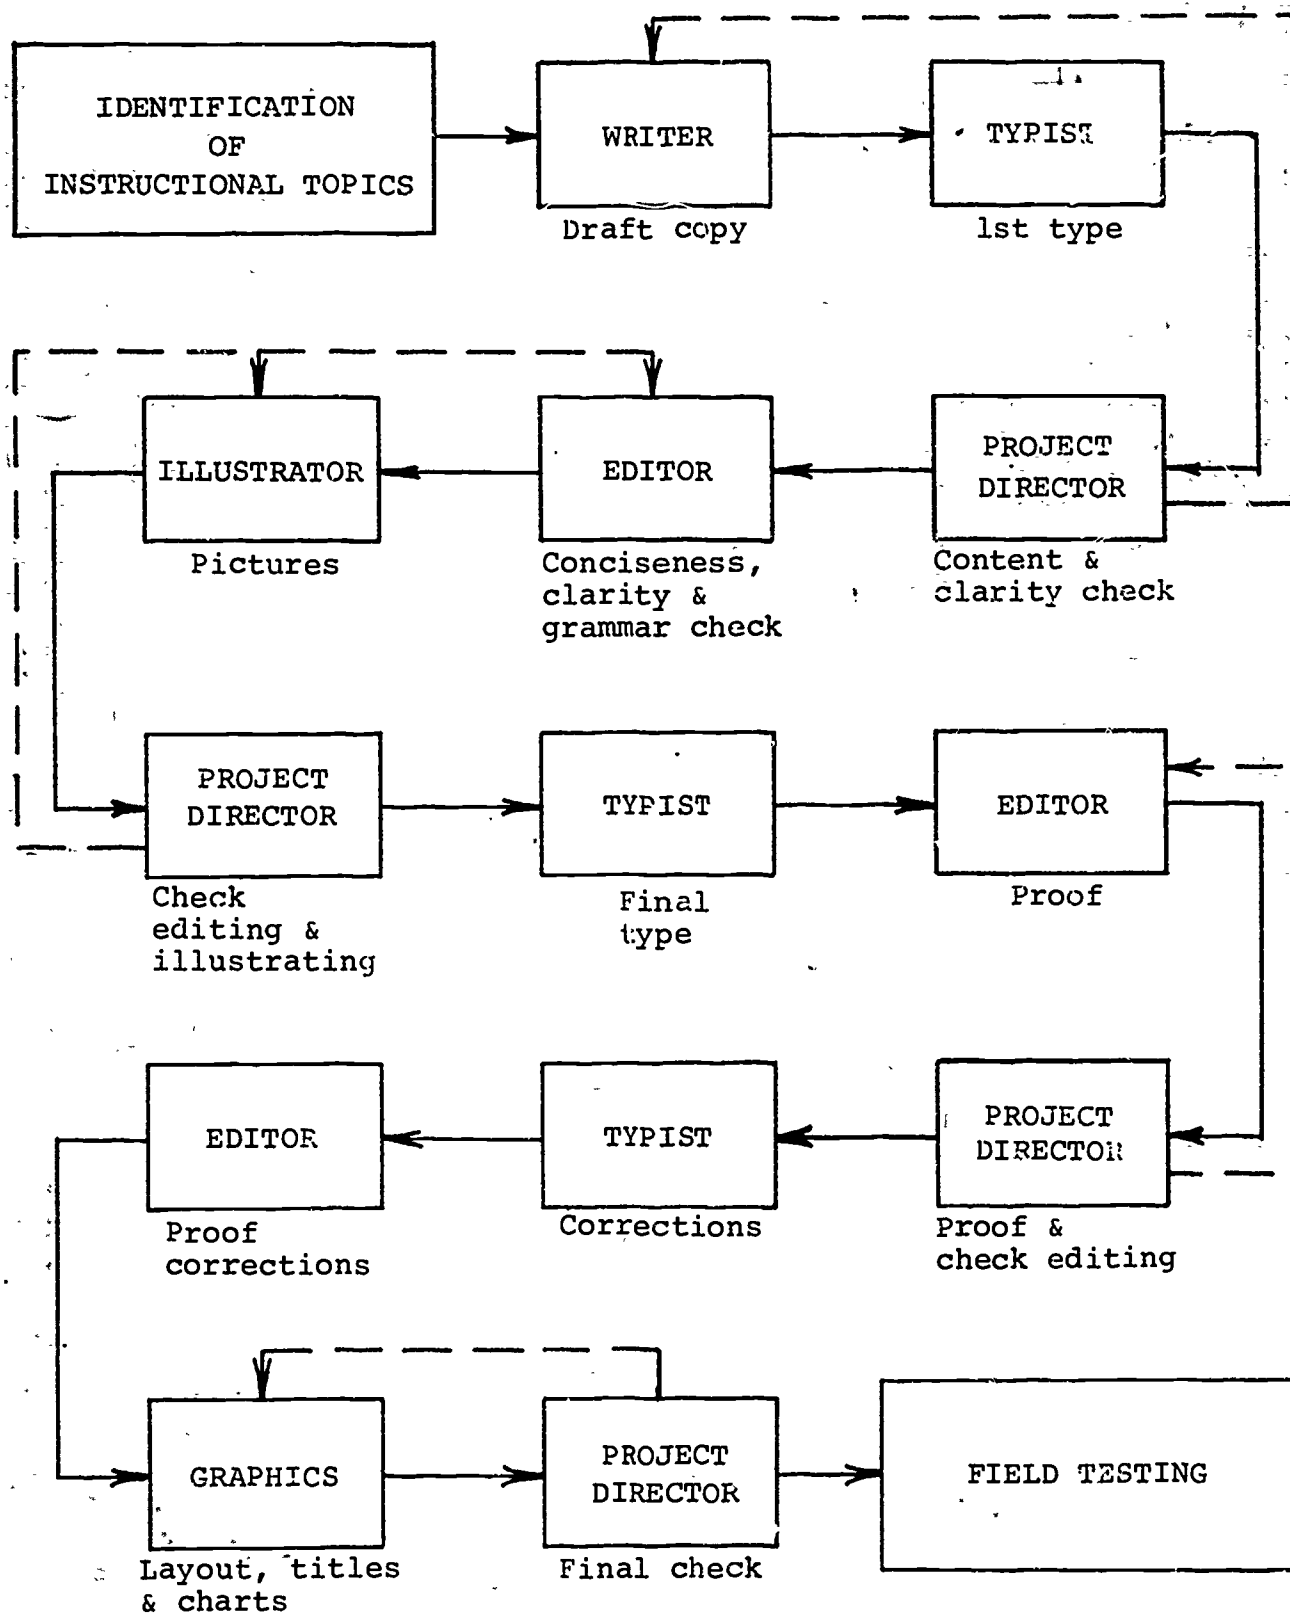 IDENTIFICATION
OF
INSTRUCTIONAL TOPICS
WRITER
Draft copy
TYPIST
1st type
ILLUSTRATOR
Pictures
EDITOR
Conciseness,
clarity &
grammar check
PROJECT
DIRECTOR
Content &
clarity check
PROJECT
DIRECTOR
Check
editing &
illustrating
TYPIST
Final
type
EDITOR
Proof
EDITOR
Proof
corrections
TYPIST
Corrections
PROJECT
DIRECTOR
Proof &
check editing
GRAPHICS
Layout, titles
& charts
PROJECT
DIRECTOR
Final check
FIELD TESTING